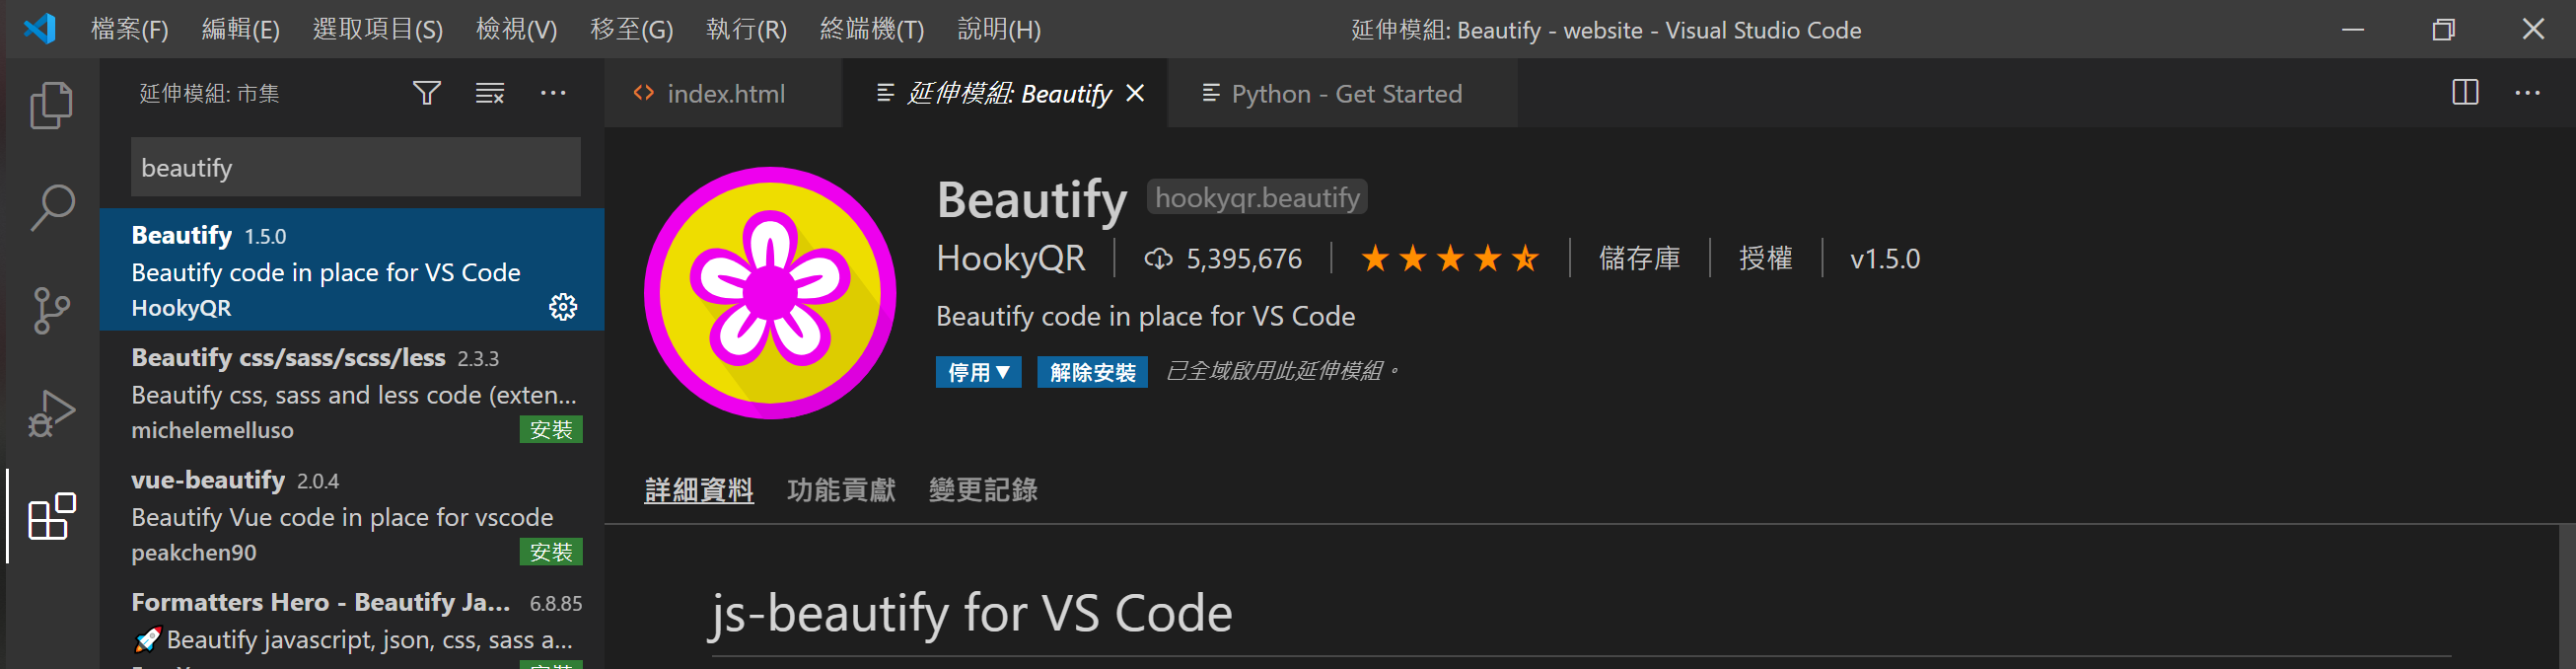 檔案(F) 編輯(E) 選取項目(S) 檢視(V) 移至(G) 執行(R) 終端機(T) 說明(H) 延伸模組: Beautify - website - Visual Studio Code
延伸模組: 市集
index.html 延伸模組: Beautify Python - Get Started
beautify
Beautify 1.5.0
Beautify code in place for VS Code
HookyQR
Beautify css/sass/scss/less 2.3.3
Beautify css, sass and less code (exten...
michelemelluso 安裝
vue-beautify 2.0.4
Beautify Vue code in place for vscode
peakchen90 安裝
Formatters Hero - Beautify Ja... 6.8.85
Beautify javascript, json, css, sass a...
安裝
Beautify hookyqr.beautify
HookyQR 5,395,676 儲存庫 授權 v1.5.0
Beautify code in place for VS Code
停用▼ 解除安裝 已全域啟用此延伸模組。
詳細資料 功能貢獻 變更記錄
js-beautify for VS Code